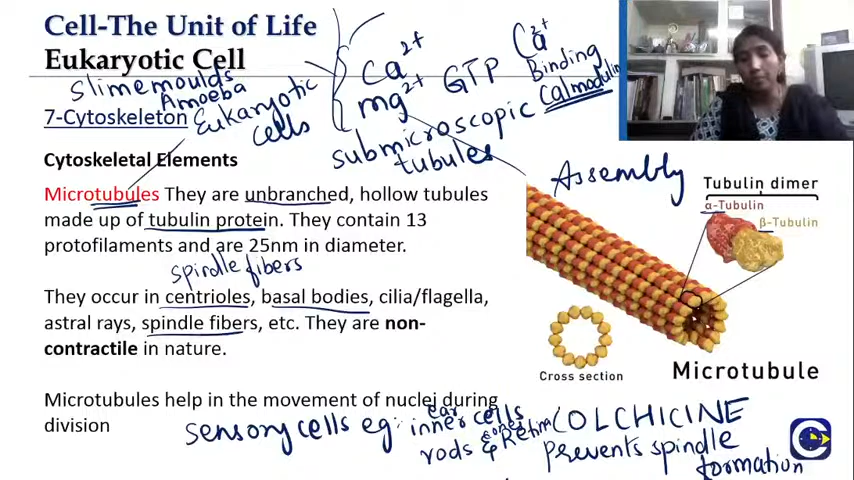 Cell-The Unit of Life
Eukaryotic Cell
Slimemoulds
Amoeba
Eukaryotic
cells
Ca2+
mg2+
GTP
Ca2+
Binding
Calmodulin
submicroscopic
tubules
7-Cytoskeleton
Cytoskeletal Elements
Microtubules They are unbranched, hollow tubules
made up of tubulin protein. They contain 13
protofilaments and are 25nm in diameter.
spindle fibers
They occur in centrioles, basal bodies, cilia/flagella,
astral rays, spindle fibers, etc. They are non-
contractile in nature.
Microtubules help in the movement of nuclei during
division
sensory cells eg: inner ear cells
rods & cones Retina
Assembly
Tubulin dimer
α-Tubulin
β-Tubulin
Cross section
Microtubule
COLCHICINE
prevents spindle
formation